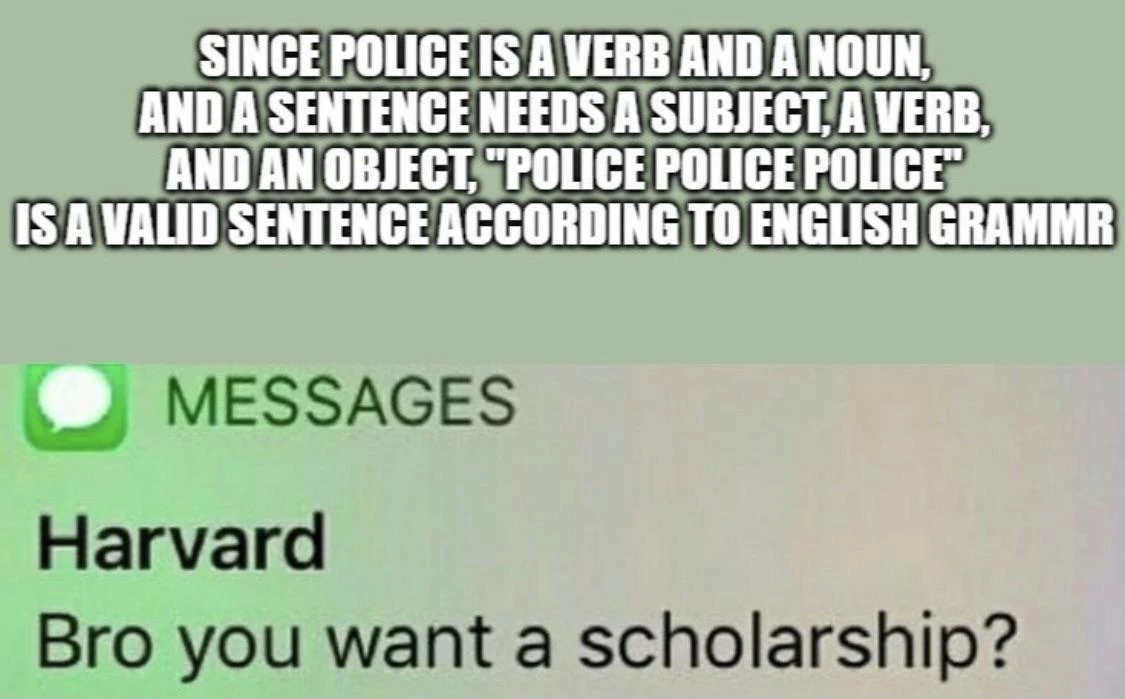 SINCE POLICE IS A VERB AND A NOUN,
AND A SENTENCE NEEDS A SUBJECT, A VERB,
AND AN OBJECT, "POLICE POLICE POLICE"
IS A VALID SENTENCE ACCORDING TO ENGLISH GRAMMR
MESSAGES
Harvard
Bro you want a scholarship?